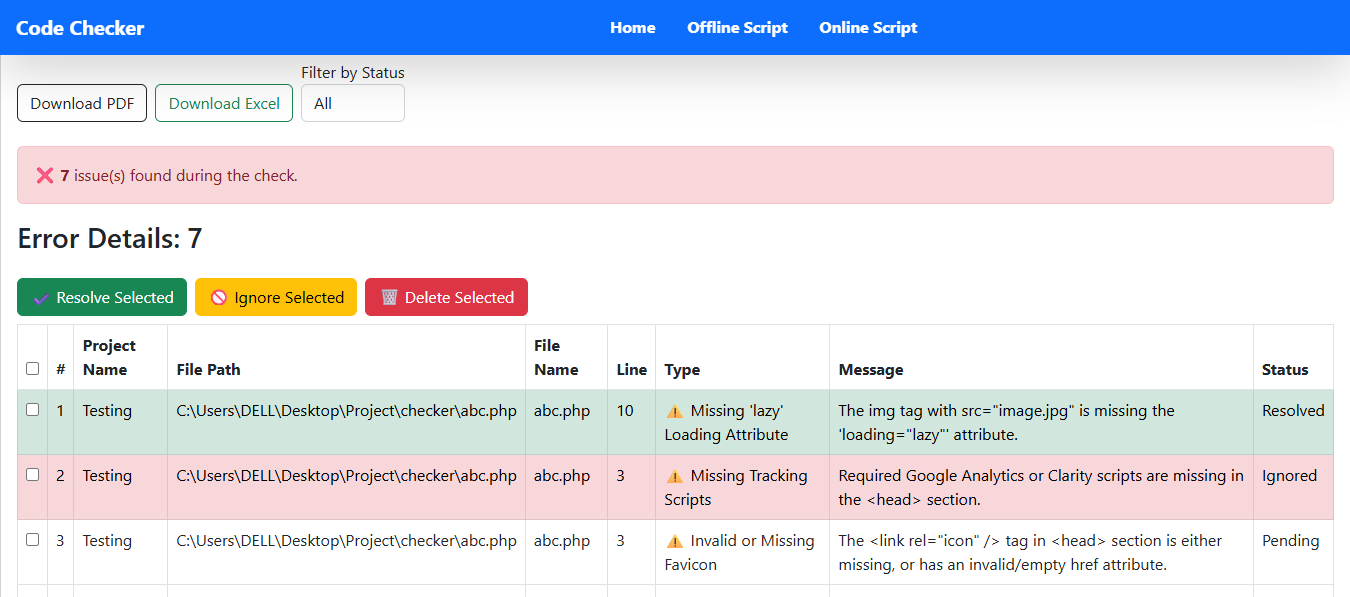 Code Checker
Home Offline Script Online Script
Filter by Status
Download PDF Download Excel All
7 issue(s) found during the check.
Error Details: 7
Resolve Selected Ignore Selected Delete Selected
# Project Name File Path File Name Line Type Message Status
1 Testing C:\Users\DELL\Desktop\Project\checker\abc.php abc.php 10 Missing 'lazy' The img tag with src="image.jpg" is missing the Resolved
Loading Attribute 'loading="lazy"' attribute.
2 Testing C:\Users\DELL\Desktop\Project\checker\abc.php abc.php 3 Missing Tracking Required Google Analytics or Clarity scripts are missing in Ignored
Scripts the <head> section.
3 Testing C:\Users\DELL\Desktop\Project\checker\abc.php abc.php 3 Invalid or Missing The <link rel="icon" /> tag in <head> section is either Pending
Favicon missing, or has an invalid/empty href attribute.